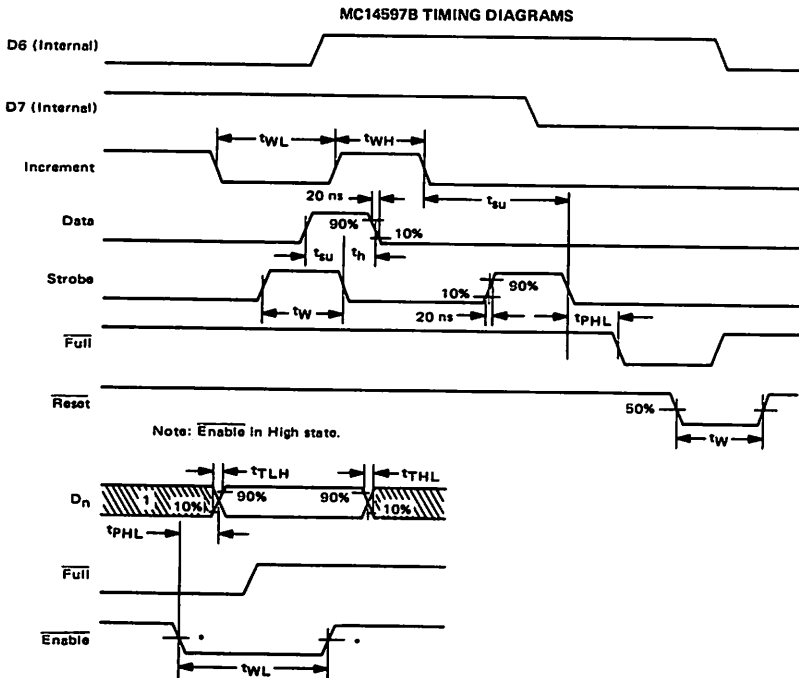 MC14597B TIMING DIAGRAMS
D6 (Internal)
D7 (Internal)
tWL
tWH
Increment
20 ns
tsu
Data
90%
10%
tsu
th
Strobe
90%
10%
tW
20 ns
tPHL
Full
Reset
50%
tW
Note: Enable in High state.
tTLH
tTHL
Dn
1
10%
90%
90%
10%
tPHL
Full
Enable
tWL